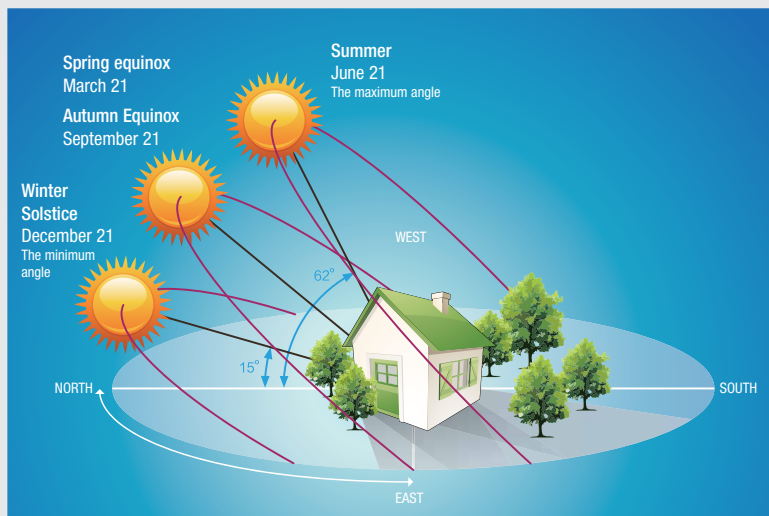 Spring equinox
March 21
Autumn Equinox
September 21
Summer
June 21
The maximum angle
Winter
Solstice
December 21
The minimum
angle
WEST
62°
15°
NORTH
SOUTH
EAST